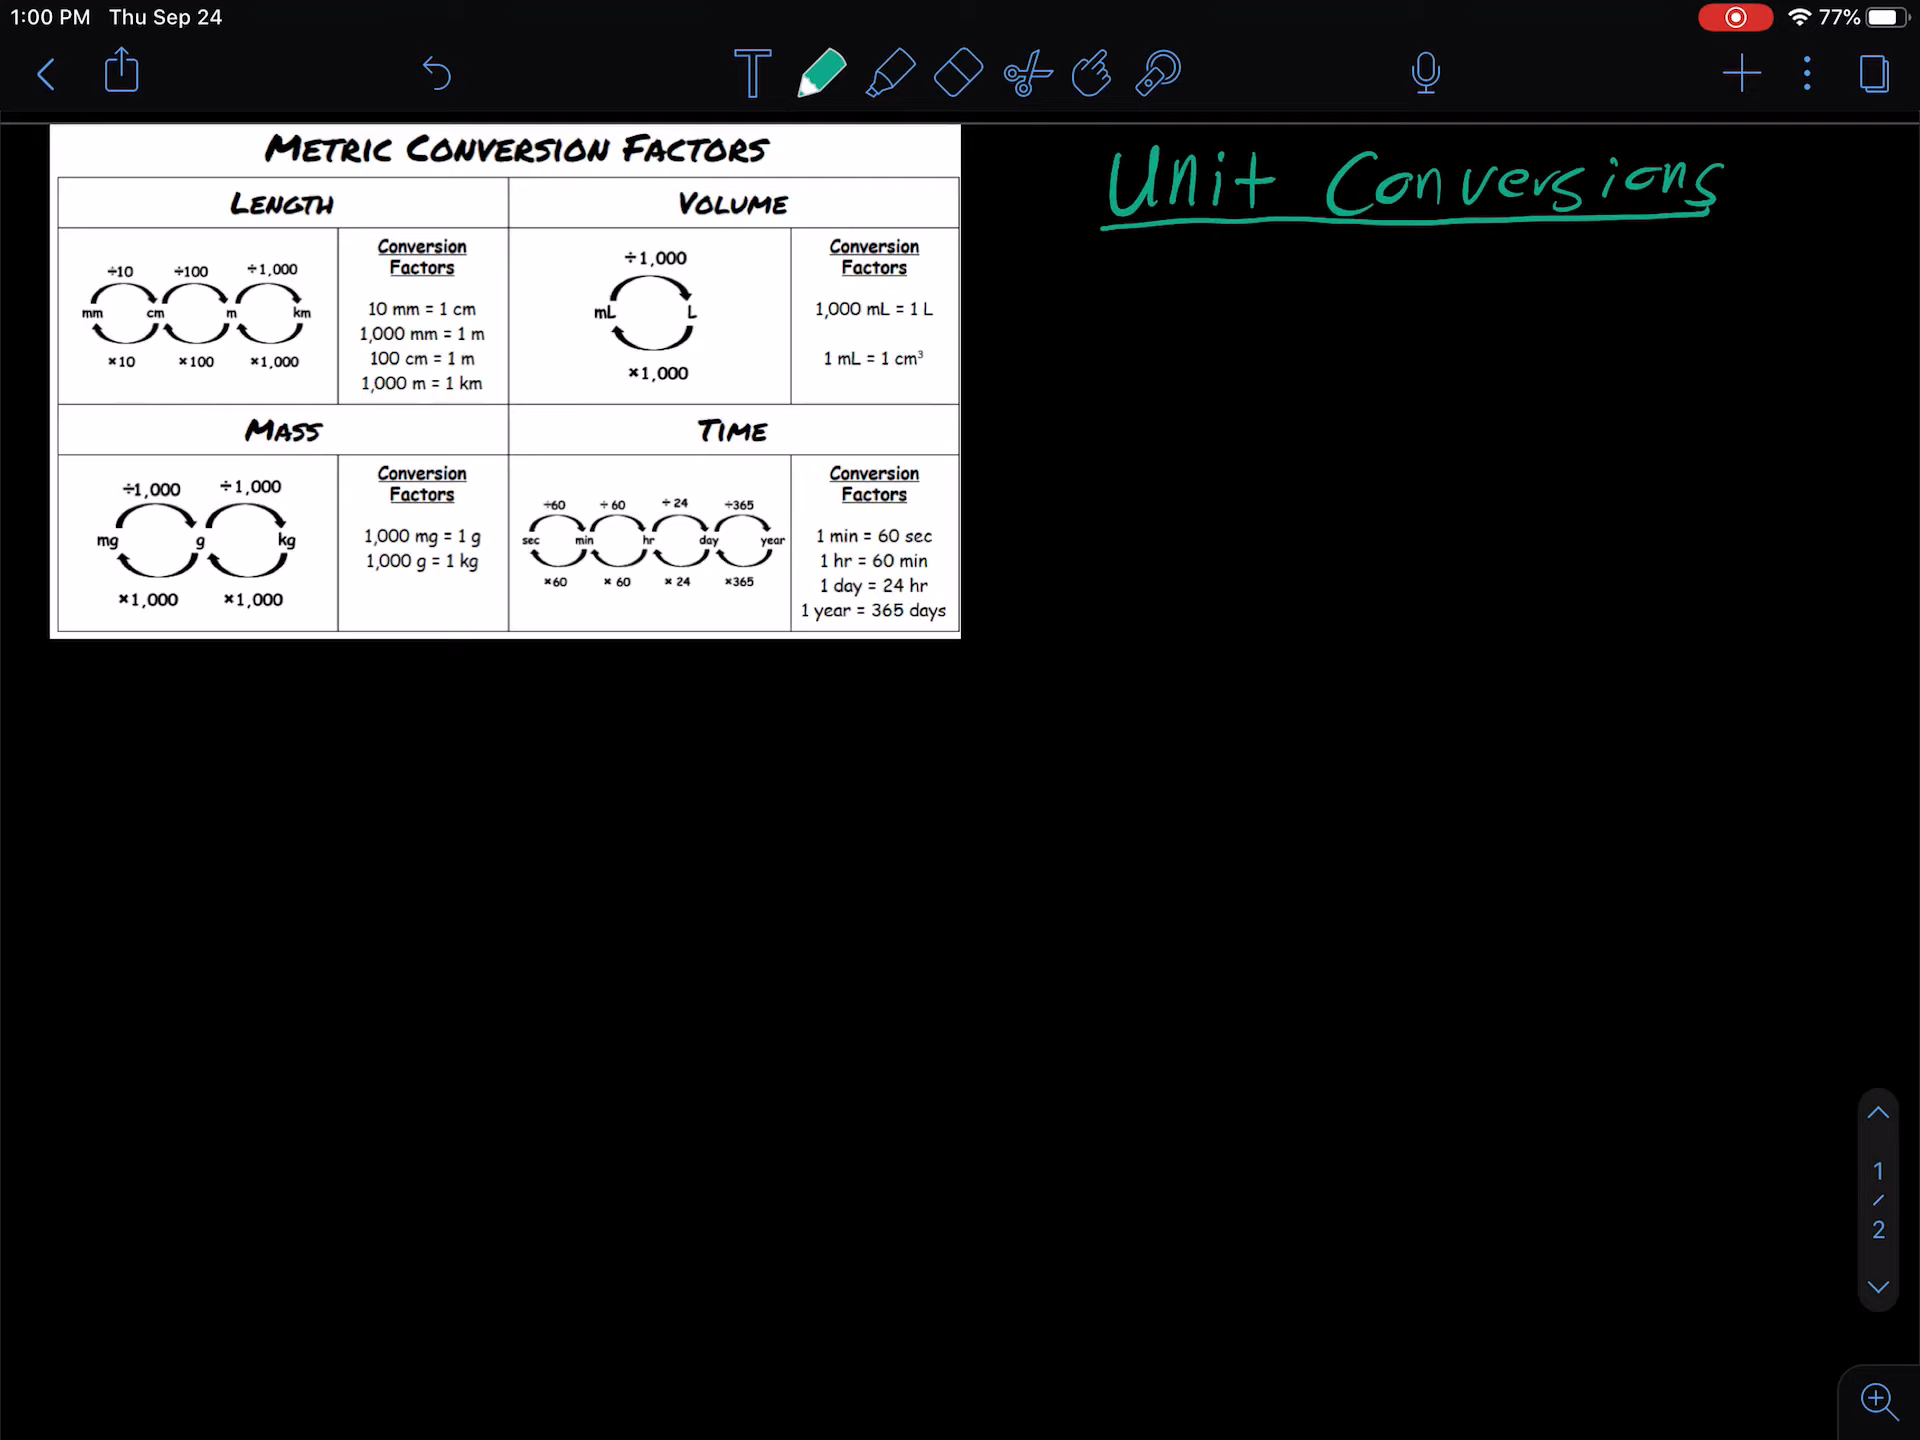 1:00 PM Thu Sep 24
77%
METRIC CONVERSION FACTORS
LENGTH
÷10 ÷100 ÷1,000
mm cm m km
×10 ×100 ×1,000
Conversion
Factors
10 mm = 1 cm
1,000 mm = 1 m
100 cm = 1 m
1,000 m = 1 km
VOLUME
÷1,000
mL L
×1,000
Conversion
Factors
1,000 mL = 1 L
1 mL = 1 cm³
MASS
÷1,000 ÷1,000
mg g kg
×1,000 ×1,000
Conversion
Factors
1,000 mg = 1 g
1,000 g = 1 kg
TIME
÷60 ÷60 ÷24 ÷365
sec min hr day year
×60 × 60 × 24 ×365
Conversion
Factors
1 min = 60 sec
1 hr = 60 min
1 day = 24 hr
1 year = 365 days
Unit Conversions
1
/
2